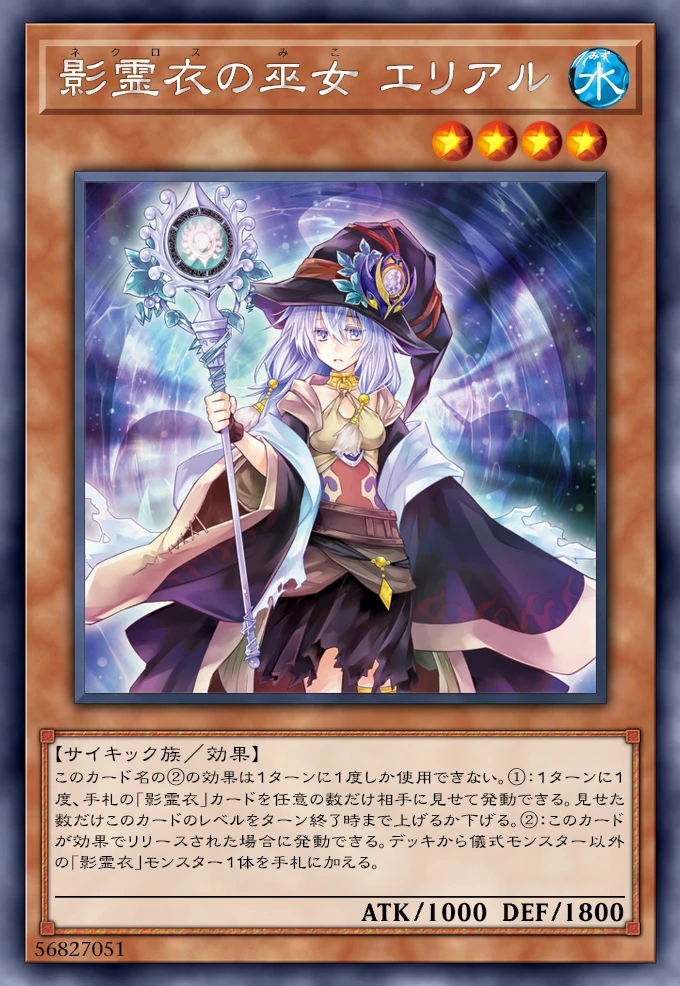 ネクロス みこ
影霊衣の巫女 エリアル
みず
水
【サイキック族／効果】
このカード名の②の効果は１ターンに１度しか使用できない。①：１ターンに１
度、手札の「影霊衣」カードを任意の数だけ相手に見せて発動できる。見せた
数だけこのカードのレベルをターン終了時まで上げるか下げる。②：このカード
が効果でリリースされた場合に発動できる。デッキから儀式モンスター以外
の「影霊衣」モンスター１体を手札に加える。
ATK/1000 DEF/1800
56827051